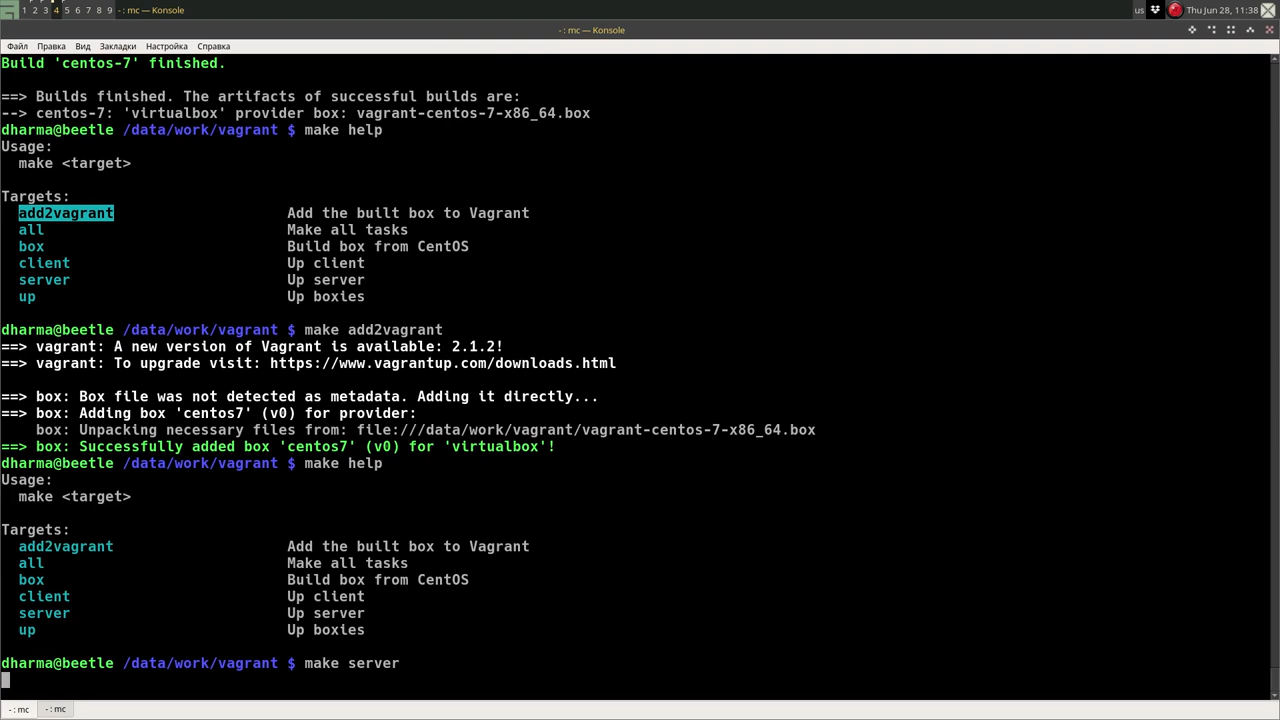 1 2 3 4 5 6 7 8 9 - : mc — Konsole us Thu Jun 28, 11:38
- : mc — Konsole
Файл Правка Вид Закладки Настройка Справка
Build 'centos-7' finished.
==> Builds finished. The artifacts of successful builds are:
--> centos-7: 'virtualbox' provider box: vagrant-centos-7-x86_64.box
dharma@beetle /data/work/vagrant $ make help
Usage:
make <target>
Targets:
add2vagrant Add the built box to Vagrant
all Make all tasks
box Build box from CentOS
client Up client
server Up server
up Up boxies
dharma@beetle /data/work/vagrant $ make add2vagrant
==> vagrant: A new version of Vagrant is available: 2.1.2!
==> vagrant: To upgrade visit: https://www.vagrantup.com/downloads.html
==> box: Box file was not detected as metadata. Adding it directly...
==> box: Adding box 'centos7' (v0) for provider:
box: Unpacking necessary files from: file:///data/work/vagrant/vagrant-centos-7-x86_64.box
==> box: Successfully added box 'centos7' (v0) for 'virtualbox'!
dharma@beetle /data/work/vagrant $ make help
Usage:
make <target>
Targets:
add2vagrant Add the built box to Vagrant
all Make all tasks
box Build box from CentOS
client Up client
server Up server
up Up boxies
dharma@beetle /data/work/vagrant $ make server
- : mc - : mc